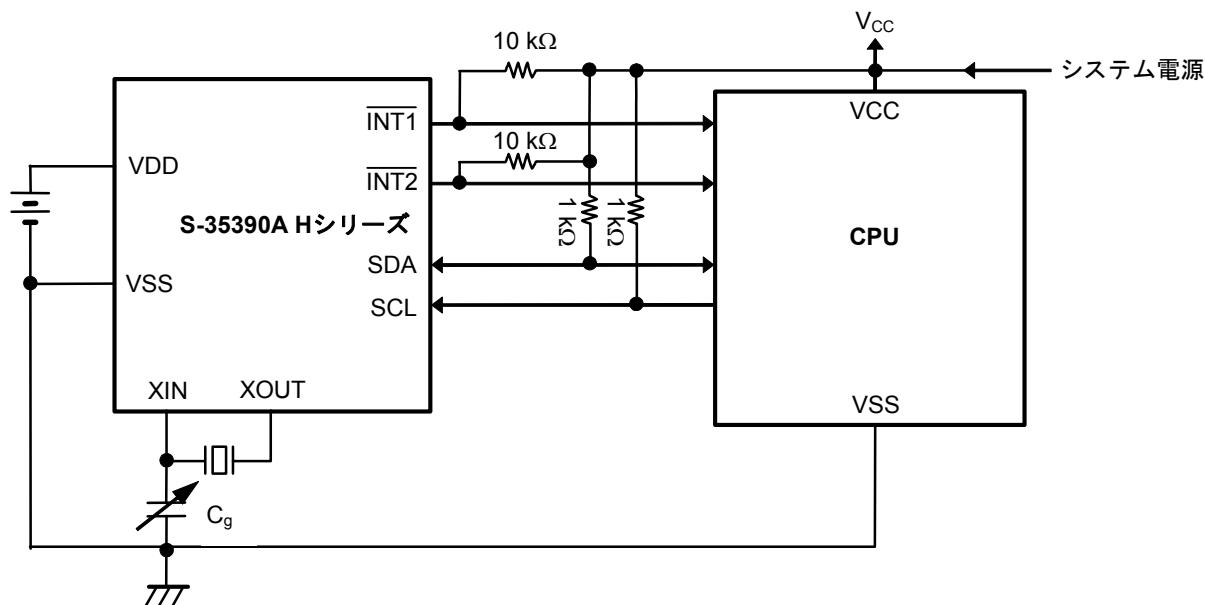 VCC
10 kΩ
システム電源
INT1
VCC
10 kΩ
VDD
INT2
S-35390A Hシリーズ
1 kΩ
1 kΩ
CPU
SDA
VSS
SCL
XIN
XOUT
VSS
Cg